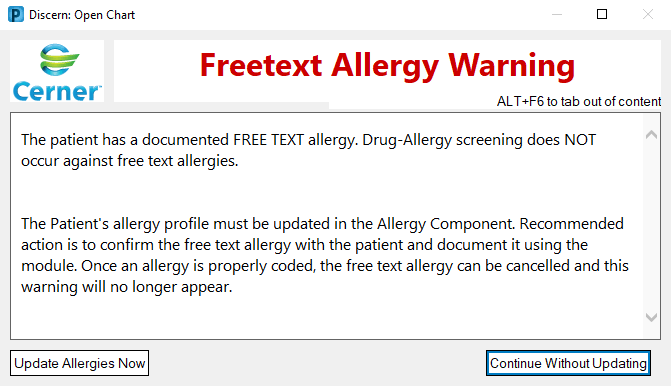 Discern: Open Chart
Cerner
Freetext Allergy Warning
ALT+F6 to tab out of content
The patient has a documented FREE TEXT allergy. Drug-Allergy screening does NOT
occur against free text allergies.
The Patient's allergy profile must be updated in the Allergy Component. Recommended
action is to confirm the free text allergy with the patient and document it using the
module. Once an allergy is properly coded, the free text allergy can be cancelled and this
warning will no longer appear.
Update Allergies Now
Continue Without Updating